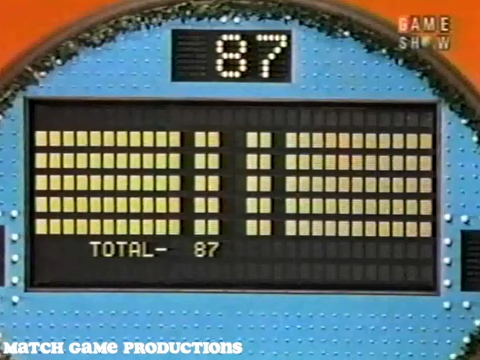 87
GAME
SHOW
TOTAL- 87
MATCH GAME PRODUCTIONS